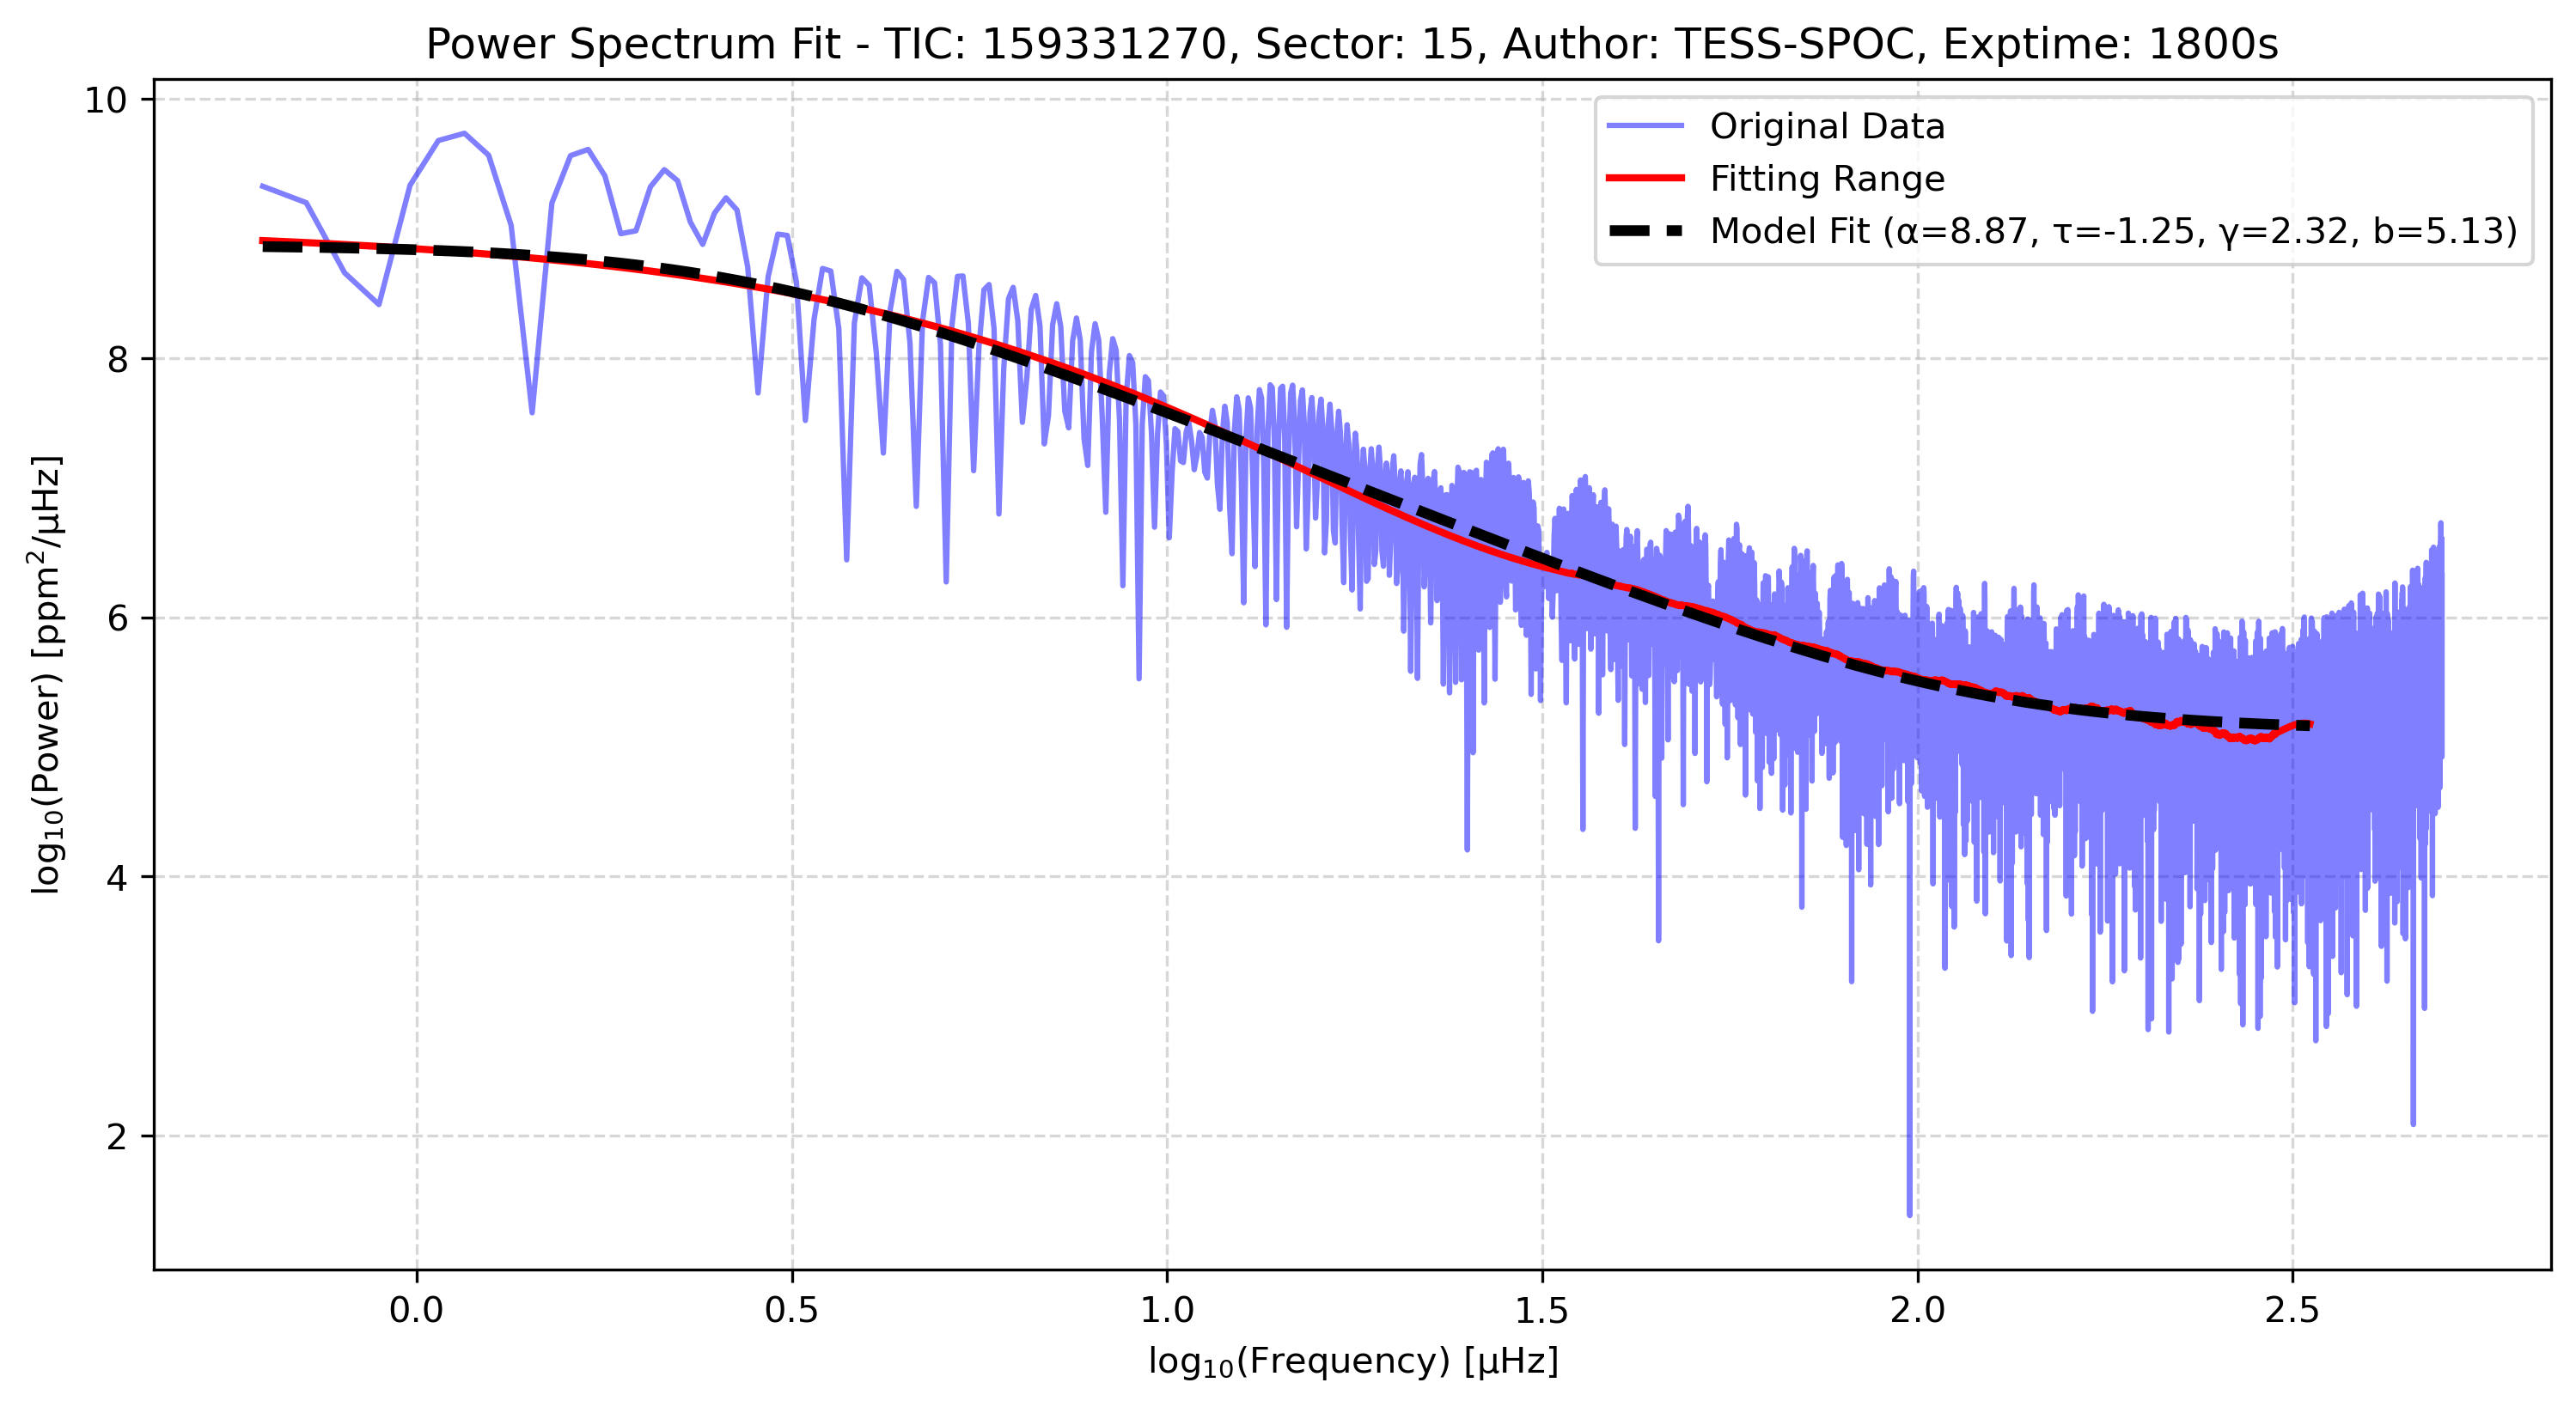 Power Spectrum Fit - TIC: 159331270, Sector: 15, Author: TESS-SPOC, Exptime: 1800s
Original Data
Fitting Range
Model Fit (α=8.87, τ=-1.25, γ=2.32, b=5.13)
log₁₀(Power) [ppm²/μHz]
10
8
6
4
2
0.0 0.5 1.0 1.5 2.0 2.5
log₁₀(Frequency) [μHz]